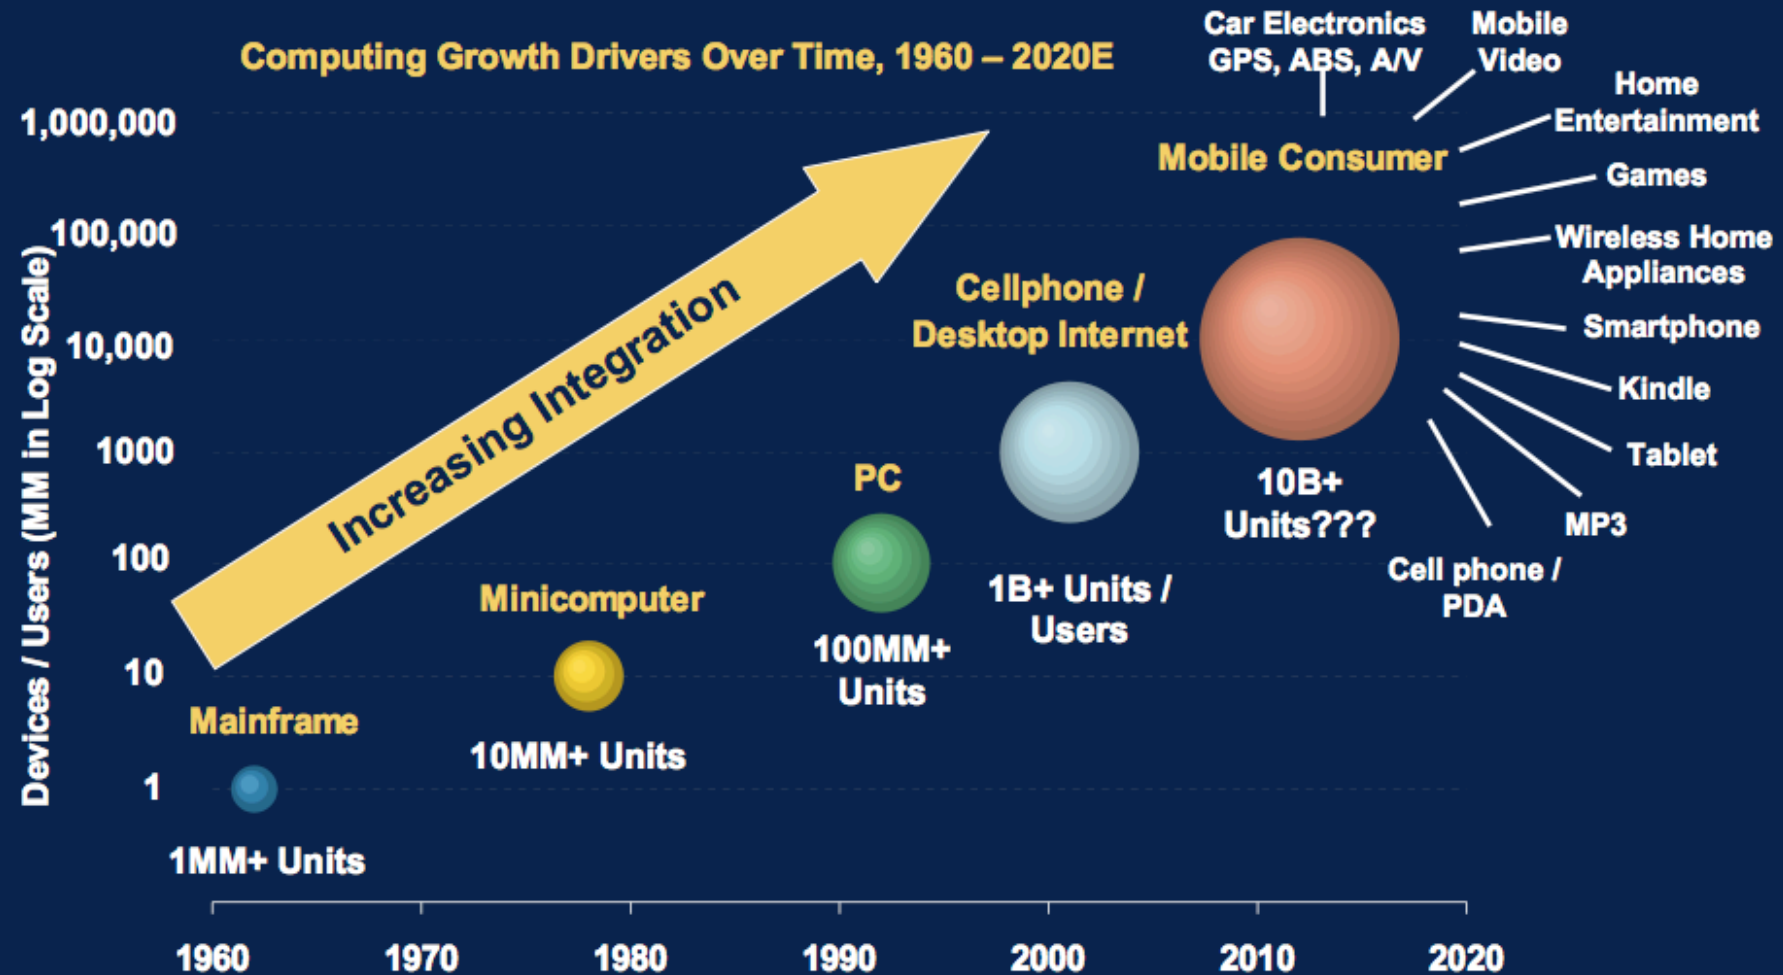 Computing Growth Drivers Over Time, 1960 – 2020E
Car Electronics
GPS, ABS, A/V
Mobile
Video
Home
Entertainment
Games
Wireless Home
Appliances
Smartphone
Kindle
Tablet
MP3
Cell phone /
PDA
Devices / Users (MM in Log Scale)
1,000,000
100,000
10,000
1000
100
10
1
Increasing Integration
Mainframe
1MM+ Units
Minicomputer
10MM+ Units
PC
100MM+
Units
Cellphone /
Desktop Internet
1B+ Units /
Users
Mobile Consumer
10B+
Units???
1960
1970
1980
1990
2000
2010
2020